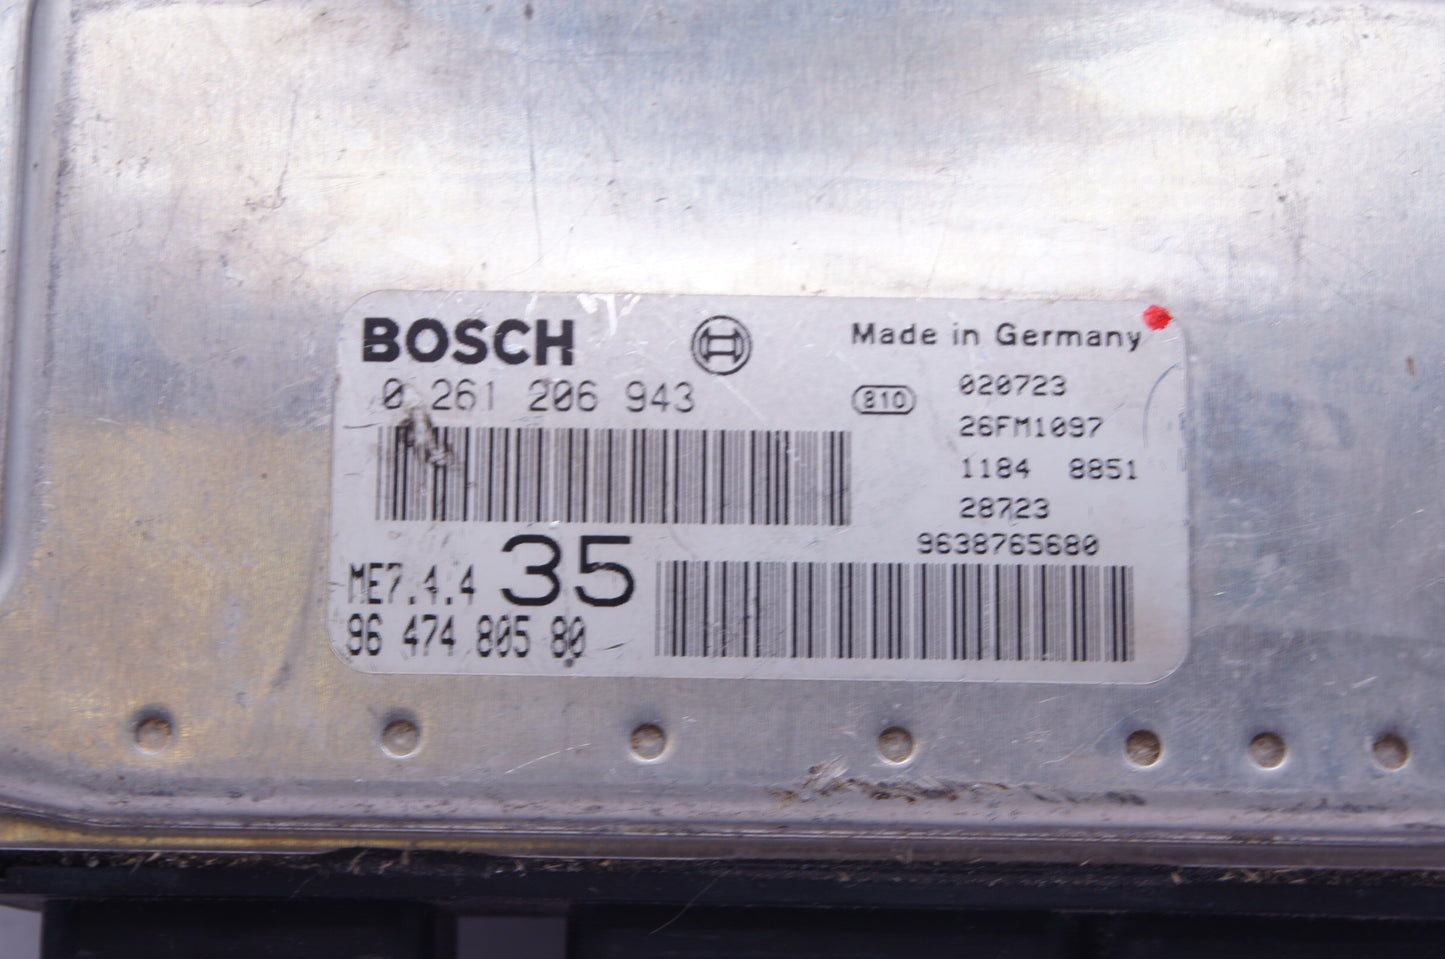 BOSCH
Made in Germany
0 261 206 943
810
020723
26FM1097
1184 8851
28723
9638765680
ME7.4.4
35
96 474 805 80